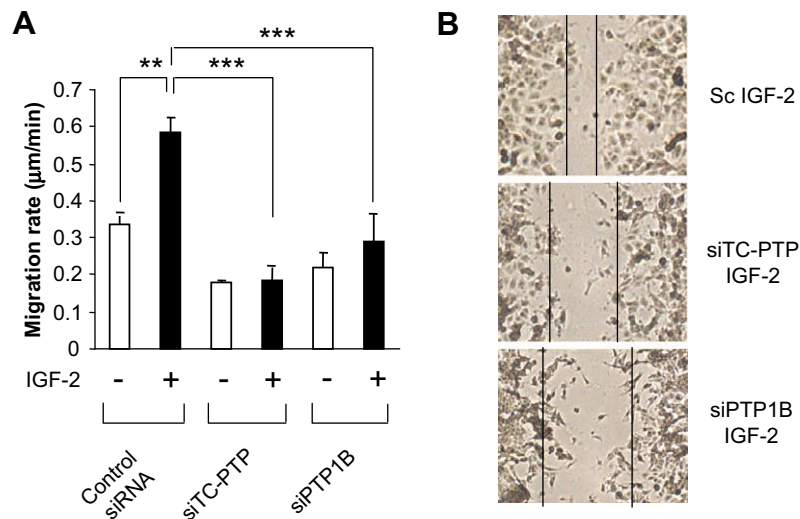 A
B
***
**
***
0.7
0.6
0.5
0.4
0.3
0.2
0.1
0
Migration rate (μm/min)
IGF-2
- + - + - +
Control
siRNA
siTC-PTP
siPTP1B
Sc IGF-2
siTC-PTP
IGF-2
siPTP1B
IGF-2